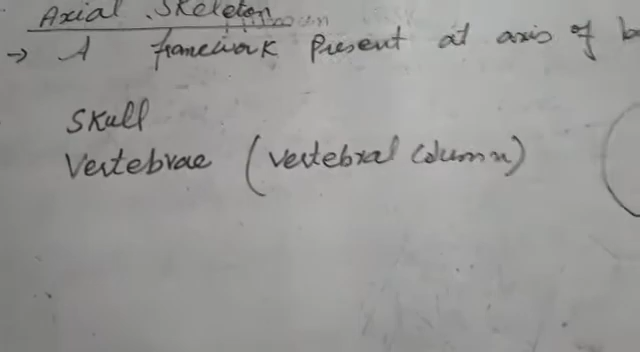 Axial Skeleton
→ A framework Present at axis of
Skull
Vertebrae (Vertebral Column)